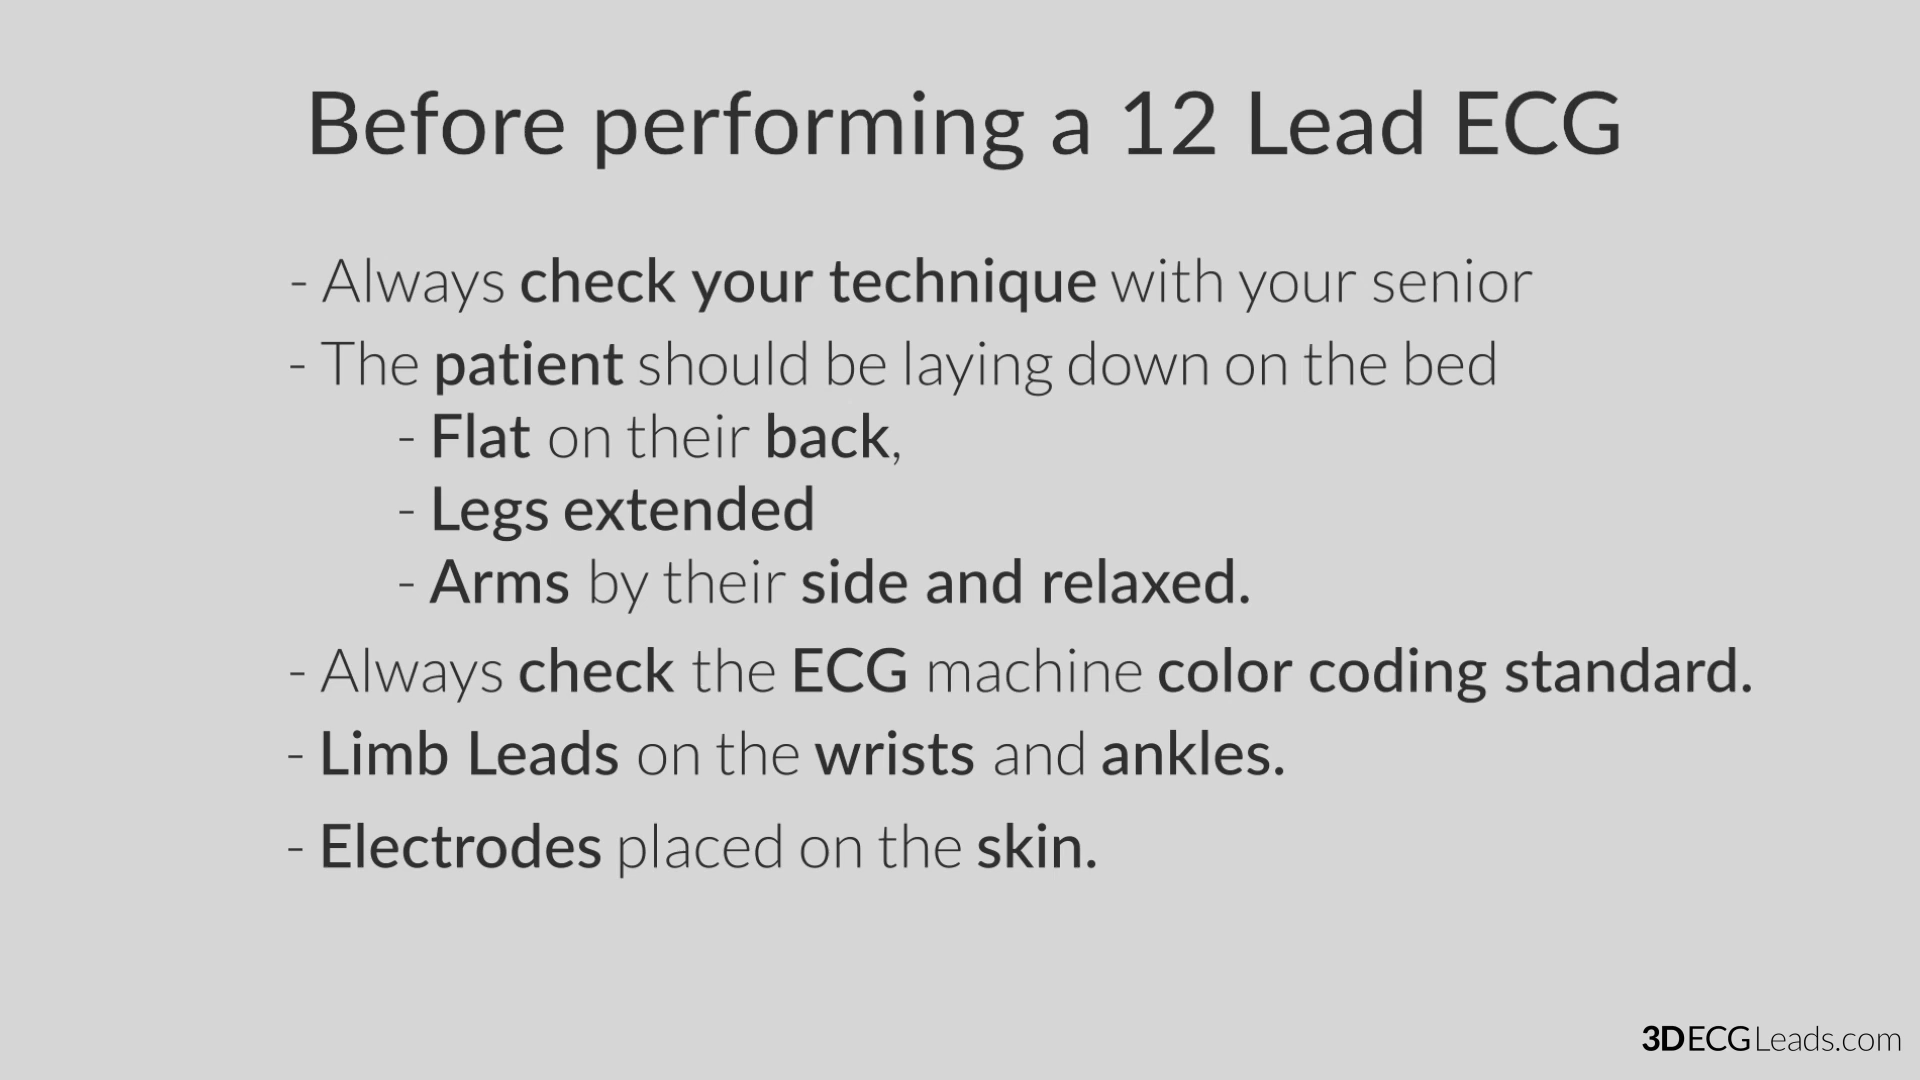 Before performing a 12 Lead ECG
- Always check your technique with your senior
- The patient should be laying down on the bed
- Flat on their back,
- Legs extended
- Arms by their side and relaxed.
- Always check the ECG machine color coding standard.
- Limb Leads on the wrists and ankles.
- Electrodes placed on the skin.
3DECGLeads.com